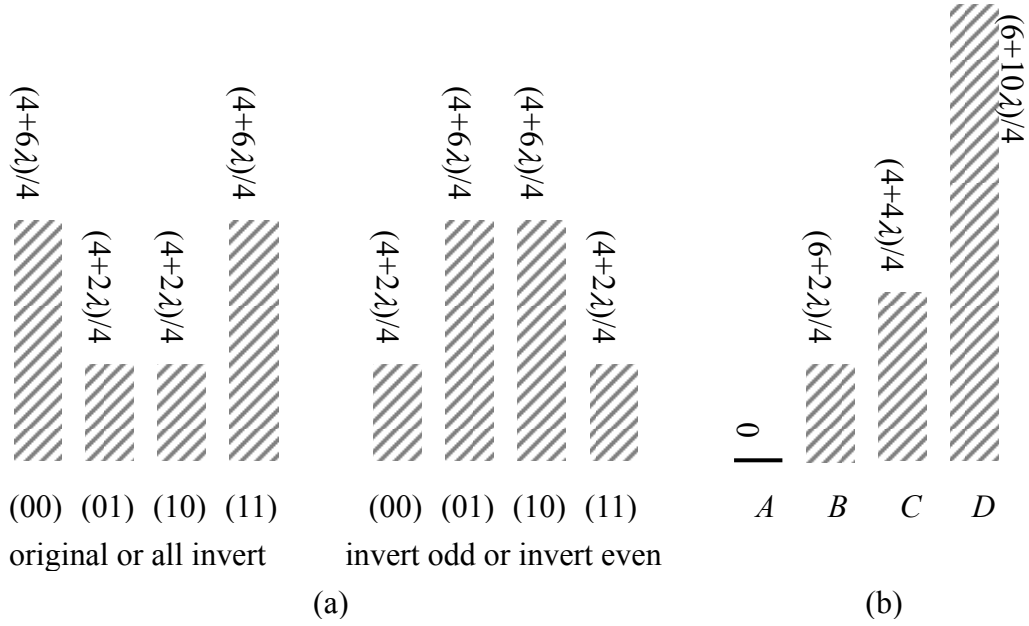 (4+6λ)/4
(4+2λ)/4
(4+2λ)/4
(4+6λ)/4
(4+2λ)/4
(4+6λ)/4
(4+6λ)/4
(4+2λ)/4
0
(6+2λ)/4
(4+4λ)/4
(6+10λ)/4
(00) (01) (10) (11) (00) (01) (10) (11) A B C D
original or all invert invert odd or invert even
(a) (b)